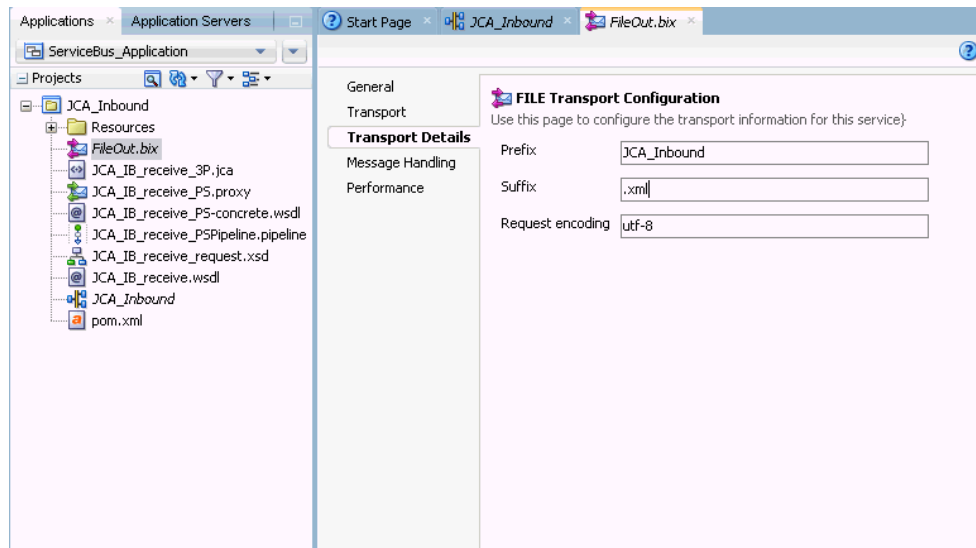 Applications
Application Servers
Start Page
JCA_Inbound
FileOut.bix
ServiceBus_Application
Projects
JCA_Inbound
Resources
FileOut.bix
JCA_IB_receive_3P.jca
JCA_IB_receive_PS.proxy
JCA_IB_receive_PS-concrete.wsdl
JCA_IB_receive_PSPipeline.pipeline
JCA_IB_receive_request.xsd
JCA_IB_receive.wsdl
JCA_Inbound
pom.xml
General
Transport
Transport Details
Message Handling
Performance
FILE Transport Configuration
Use this page to configure the transport information for this service}
Prefix JCA_Inbound
Suffix .xml
Request encoding utf-8